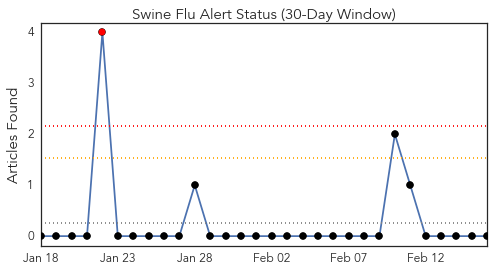 Swine Flu Alert Status (30-Day Window)
Articles Found
4
3
2
1
0
Jan 18 Jan 23 Jan 28 Feb 02 Feb 07 Feb 12